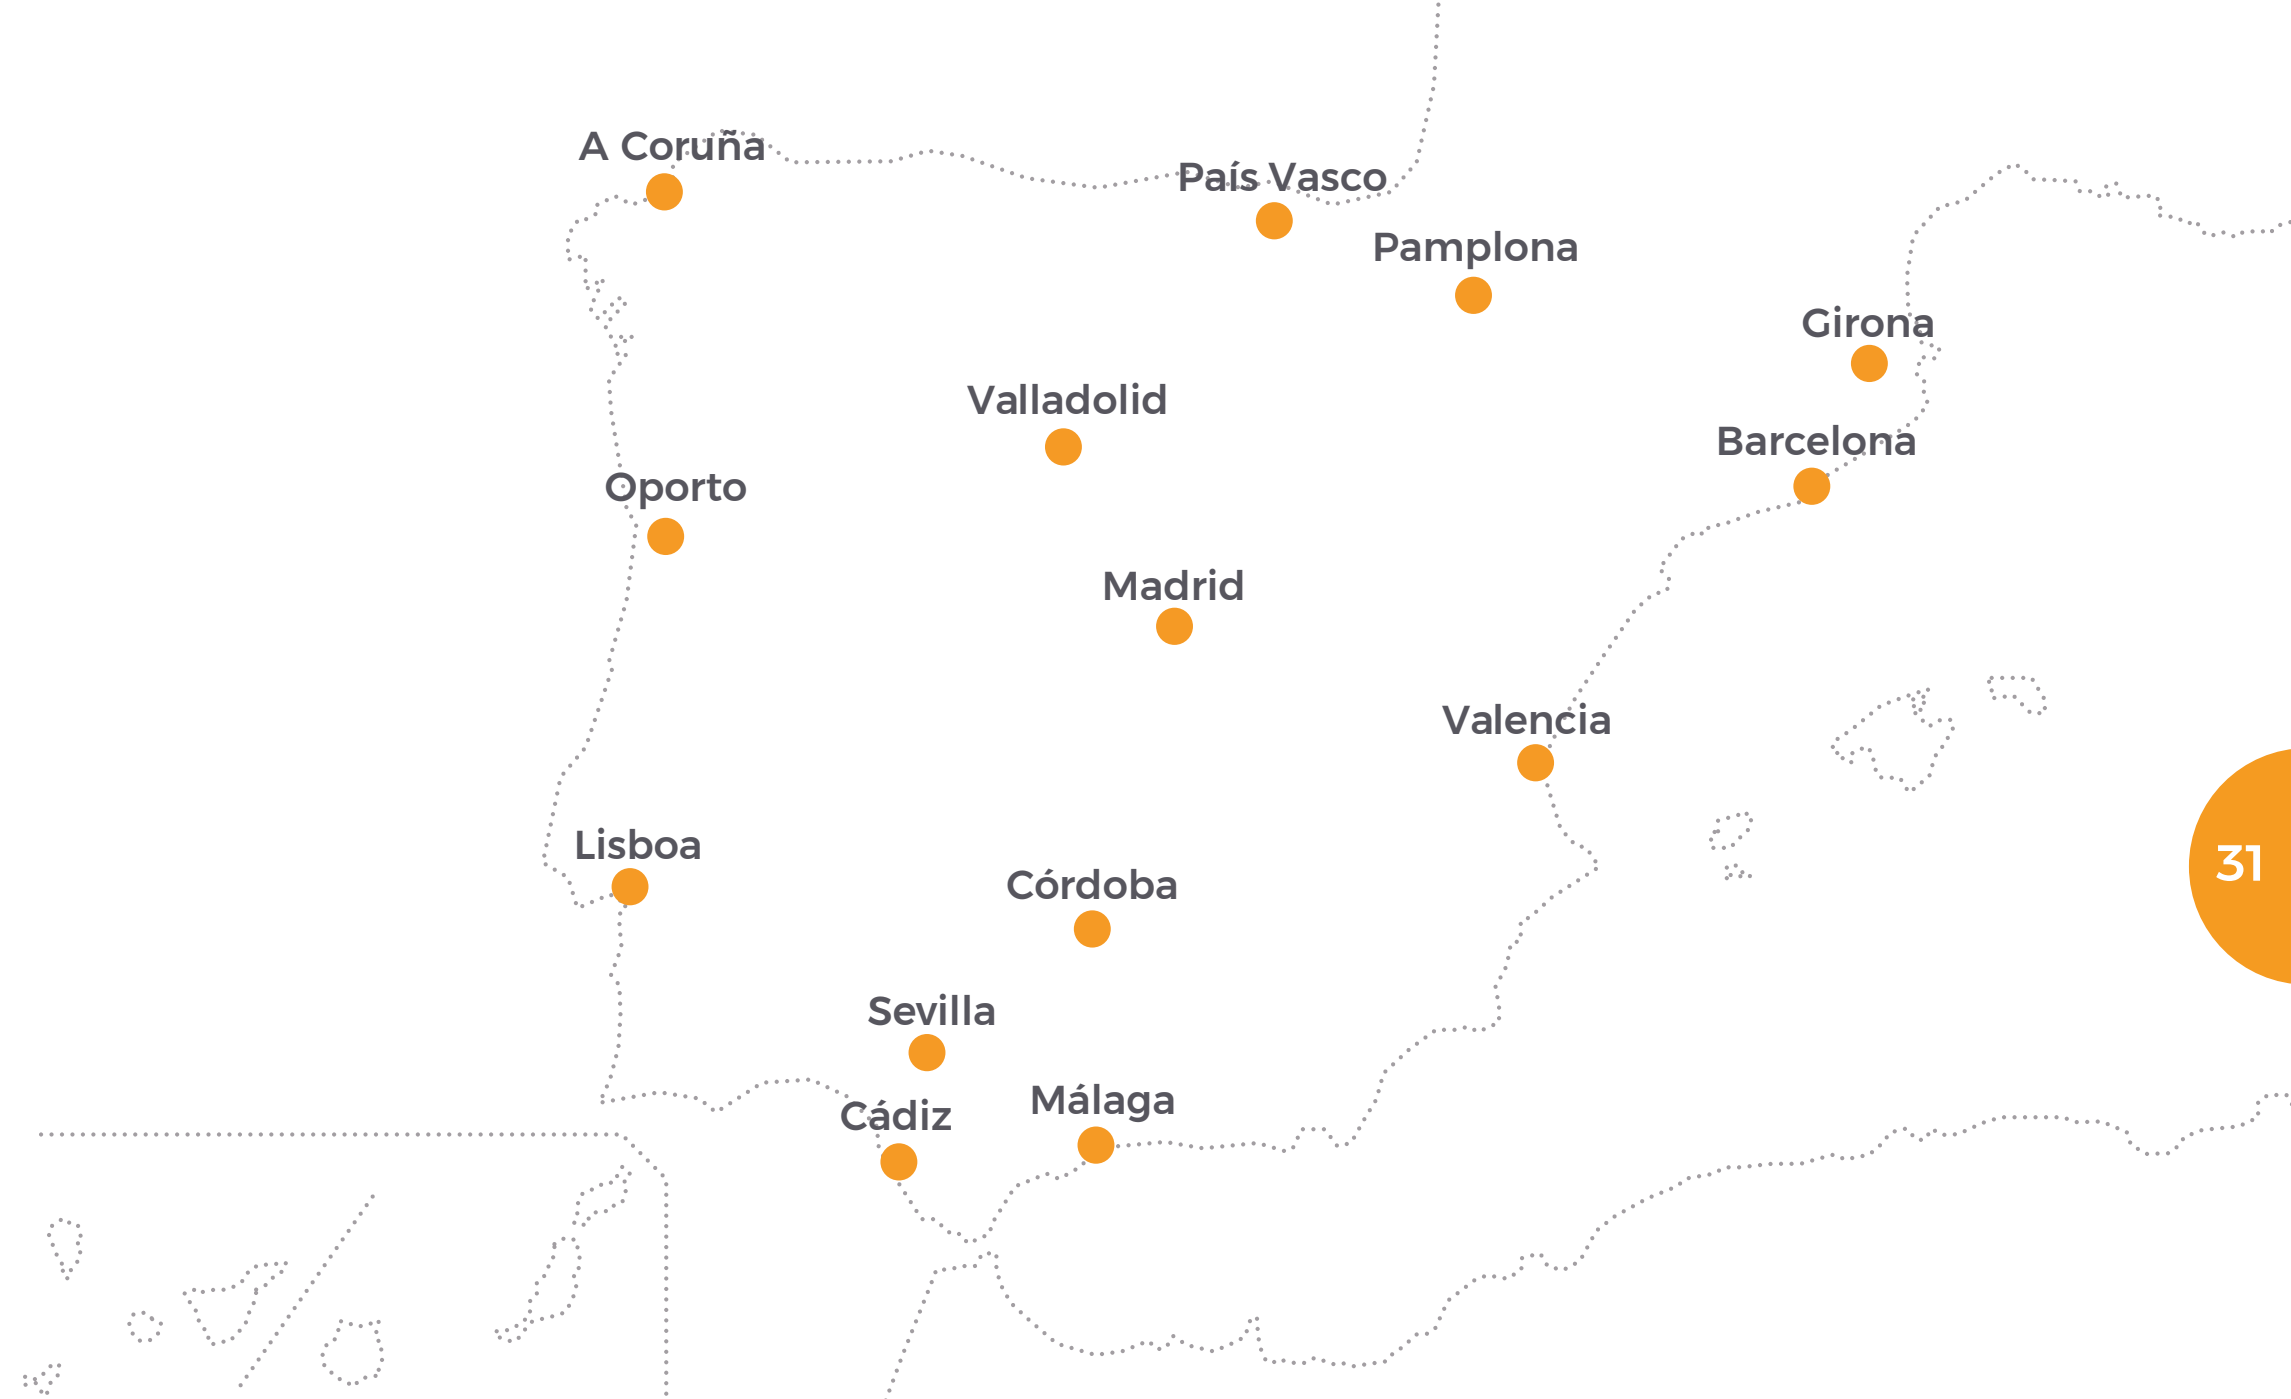 A Coruña
País Vasco
Pamplona
Girona
Valladolid
Barcelona
Oporto
Madrid
Valencia
Lisboa
31
Córdoba
Sevilla
Málaga
Cádiz